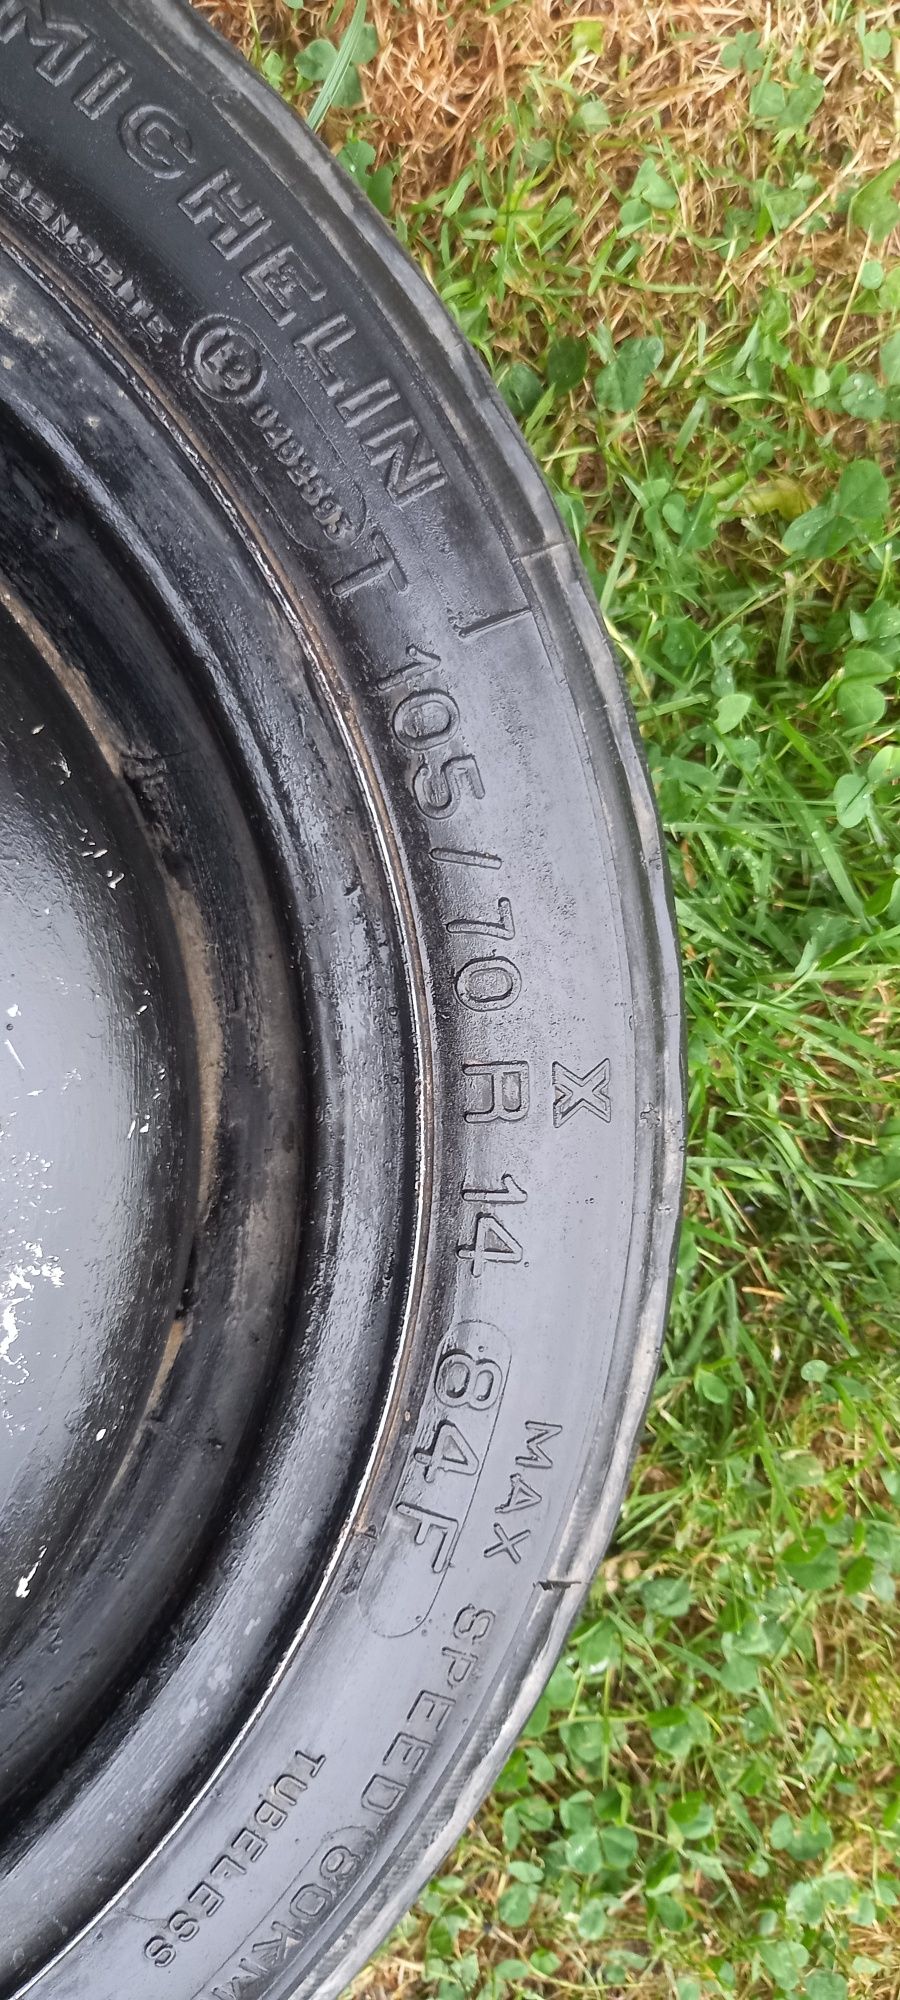 MICHELIN
T 105/70 R 14 84F
X
MAX SPEED 80KM
TUBELESS